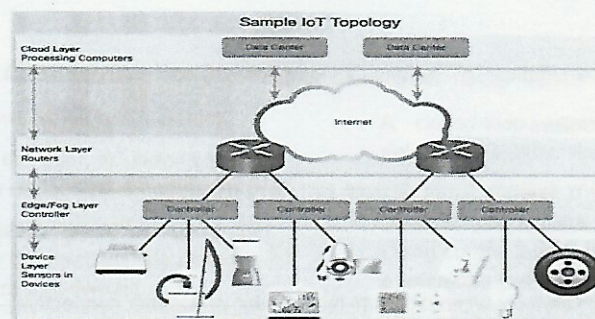 Sample IoT Topology
Cloud Layer
Processing Computers
Data Center
Data Center
Internet
Network Layer
Routers
Edge/Fog Layer
Controller
Controller
Controller
Controller
Controller
Device
Layer
Sensors in
Devices